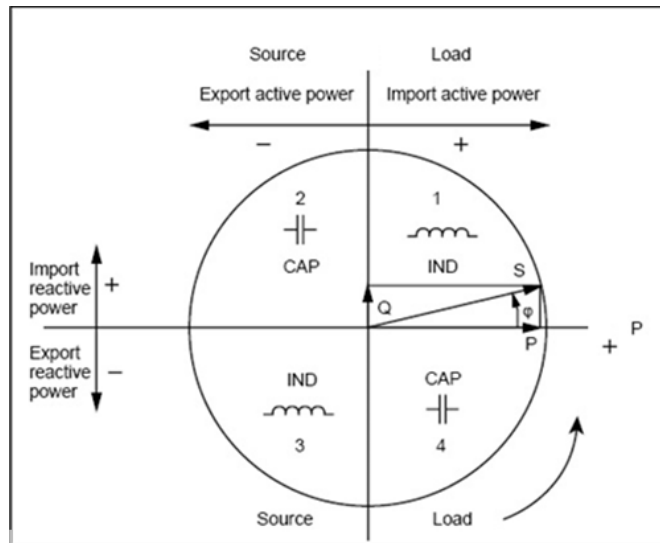 Source
Load
Export active power
Import active power
−
+
2
1
CAP
IND
S
Import
reactive
power
+
Q
φ
P
+
P
Export
reactive
power
−
IND
CAP
3
4
Source
Load